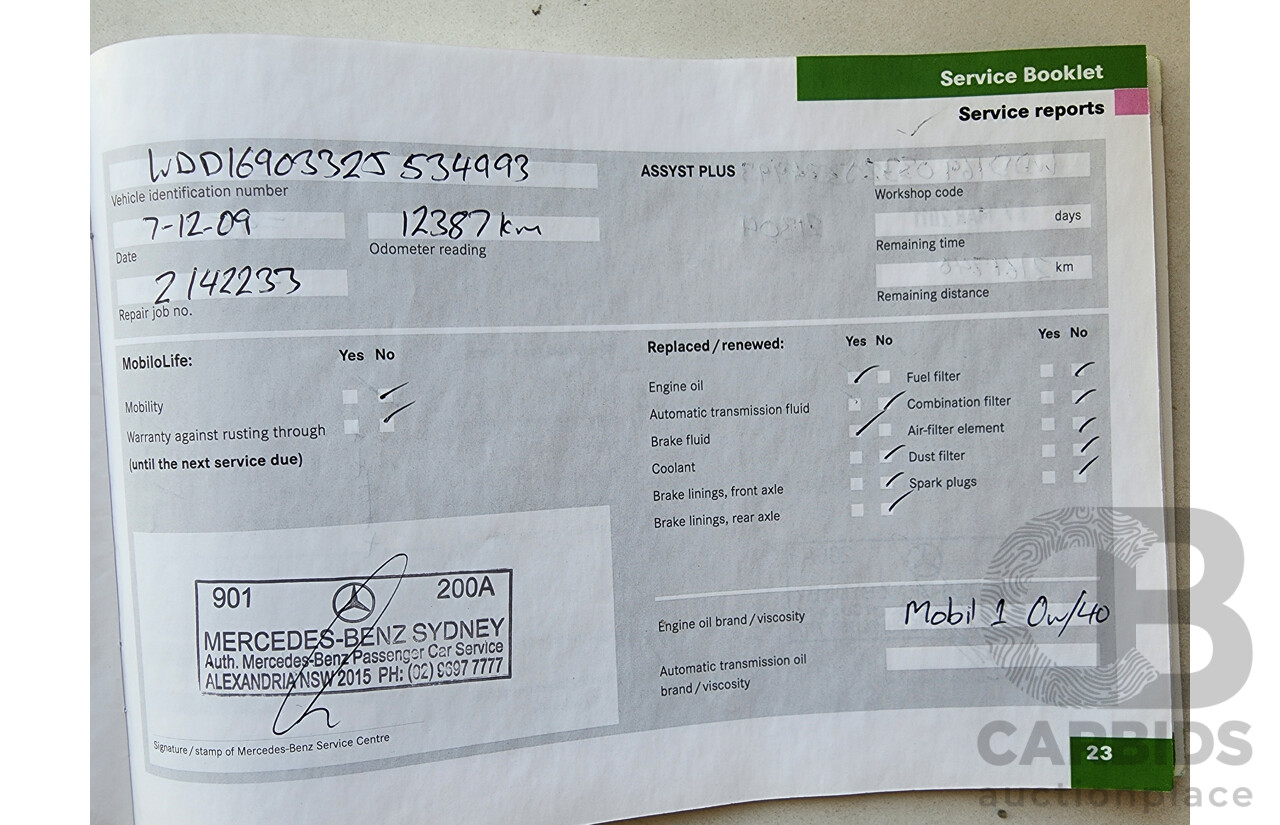 Service Booklet
Service reports
WDD1690332J 534993
Vehicle identification number
7-12-09
Date
12387 km
Odometer reading
2142233
Repair job no.
ASSYST PLUS
Workshop code
days
Remaining time
km
Remaining distance
MobiloLife:
Yes No
Mobility
Warranty against rusting through
(until the next service due)
Replaced / renewed:
Yes No
Engine oil
Automatic transmission fluid
Brake fluid
Coolant
Brake linings, front axle
Brake linings, rear axle
Yes No
Fuel filter
Combination filter
Air-filter element
Dust filter
Spark plugs
901 200A
MERCEDES-BENZ SYDNEY
Auth. Mercedes-Benz Passenger Car Service
ALEXANDRIA NSW 2015 PH: (02) 9697 7777
Signature / stamp of Mercedes-Benz Service Centre
Engine oil brand / viscosity
Mobil 1 0w/40
Automatic transmission oil
brand / viscosity
23
CARBIDS
auctionplace